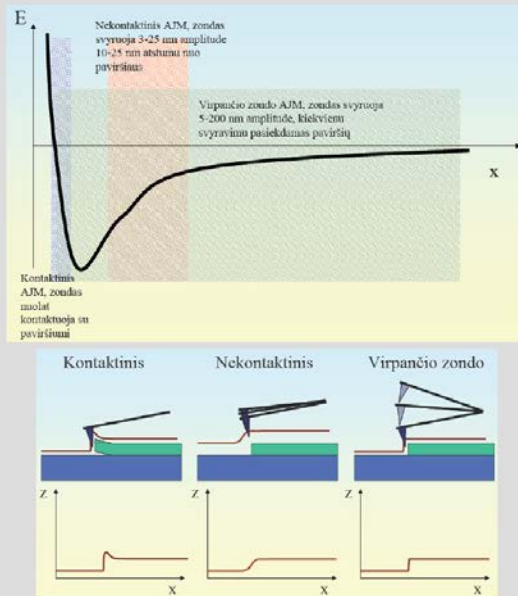 E
Nekontaktinis AJM, zondas
svyruoja 3-25 nm amplitude
10-25 nm atstumu nuo
paviršiaus
Virpančio zondo AJM, zondas svyruoja
5-200 nm amplitude, kiekvienu
svyravimu pasiekdamas paviršių
X
Kontaktinis
AJM, zondas
nuolat
kontaktuoja su
paviršiumi
Kontaktinis Nekontaktinis Virpančio zondo
Z Z Z
X X X